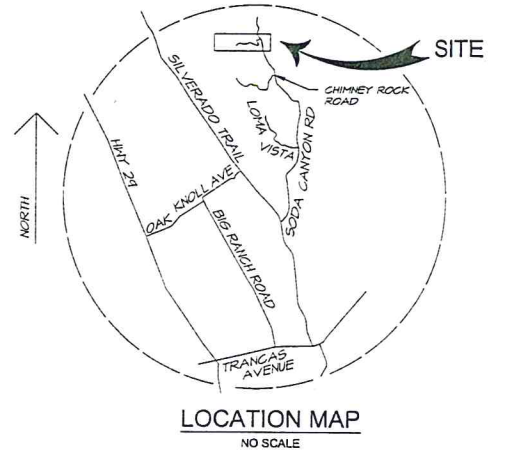 SITE
CHIMNEY ROCK
ROAD
SILVERADO TRAIL
LOMA
VISTA
SODA CANYON RD
HWY 29
NORTH
OAK KNOLL AVE
BIG RANCH ROAD
TRANCAS
AVENUE
LOCATION MAP
NO SCALE